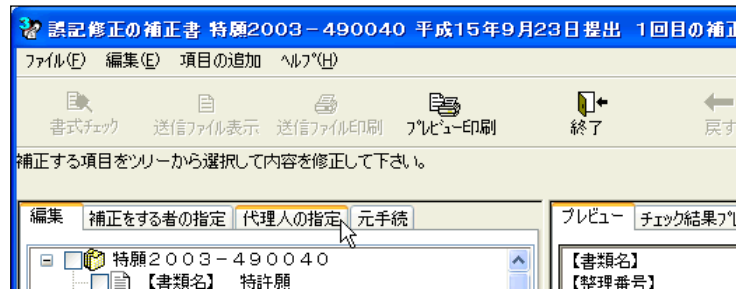 誤記修正の補正書 特願2003－490040 平成15年9月23日提出 1回目の補正
ファイル(F) 編集(E) 項目の追加 ヘルプ(H)
書式チェック 送信ファイル表示 送信ファイル印刷 プレビュー印刷 終了 戻す
補正する項目をツリーから選択して内容を修正して下さい。
編集 補正をする者の指定 代理人の指定 元手続 プレビュー チェック結果プレ
特願２００３－４９００４０ 【書類名】
【書類名】 特許願 【整理番号】